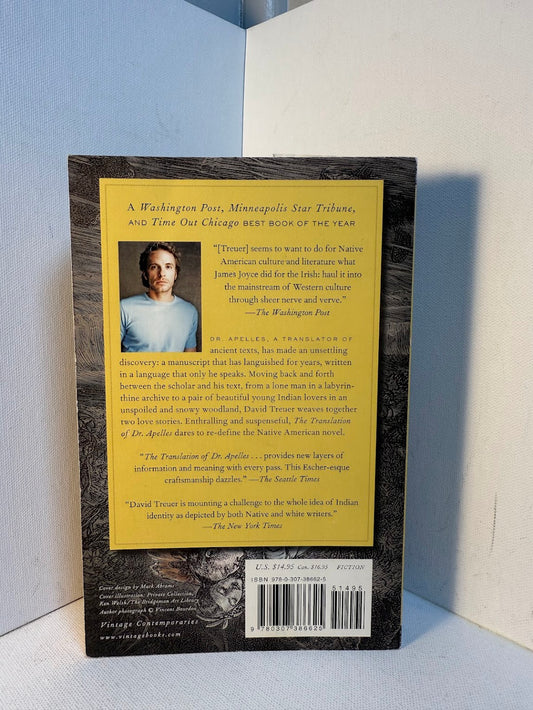 A Washington Post, Minneapolis Star Tribune,
AND Time Out Chicago BEST BOOK OF THE YEAR
“[Treuer] seems to want to do for Native
American culture and literature what
James Joyce did for the Irish: haul it into
the mainstream of Western culture
through sheer nerve and verve.”
—The Washington Post
DR. APELLES, A TRANSLATOR OF
ancient texts, has made an unsettling
discovery: a manuscript that has languished for years, written
in a language that only he speaks. Moving back and forth
between the scholar and his text, from a lone man in a labyrin-
thine archive to a pair of beautiful young Indian lovers in an
unspoiled and snowy woodland, David Treuer weaves together
two love stories. Enthralling and suspenseful, The Translation
of Dr. Apelles dares to re-define the Native American novel.
“The Translation of Dr. Apelles . . . provides new layers of
information and meaning with every pass. This Escher-esque
craftsmanship dazzles.” —The Seattle Times
“David Treuer is mounting a challenge to the whole idea of Indian
identity as depicted by both Native and white writers.”
—The New York Times
U.S. $14.95 Can. $16.95 FICTION
ISBN 978-0-307-38662-5
51495
9 780307 386625
Cover design by Mark Abrams
Cover illustration: Private Collection,
Ken Welsh/The Bridgeman Art Library
Author photograph © Vincent Bourdon
Vintage Contemporaries
www.vintagebooks.com